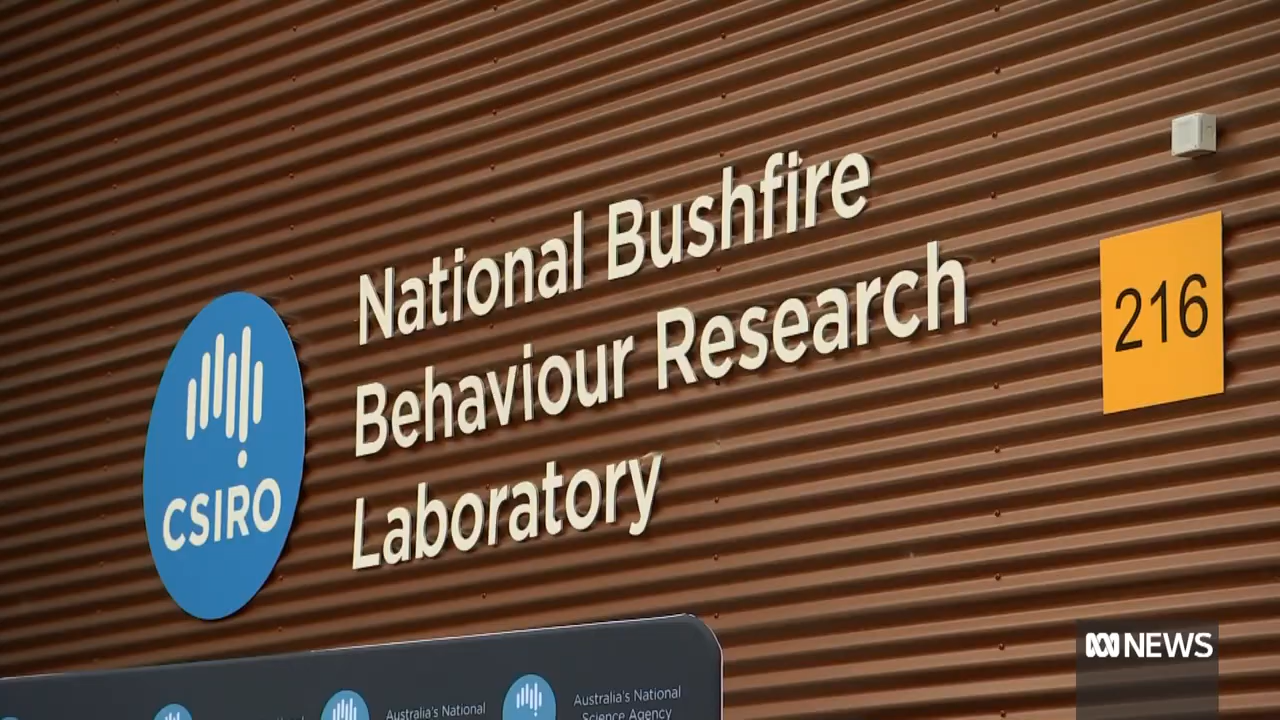 National Bushfire
Behaviour Research
Laboratory
CSIRO
216
NEWS
Australia's National
Science Agency
Australia's National